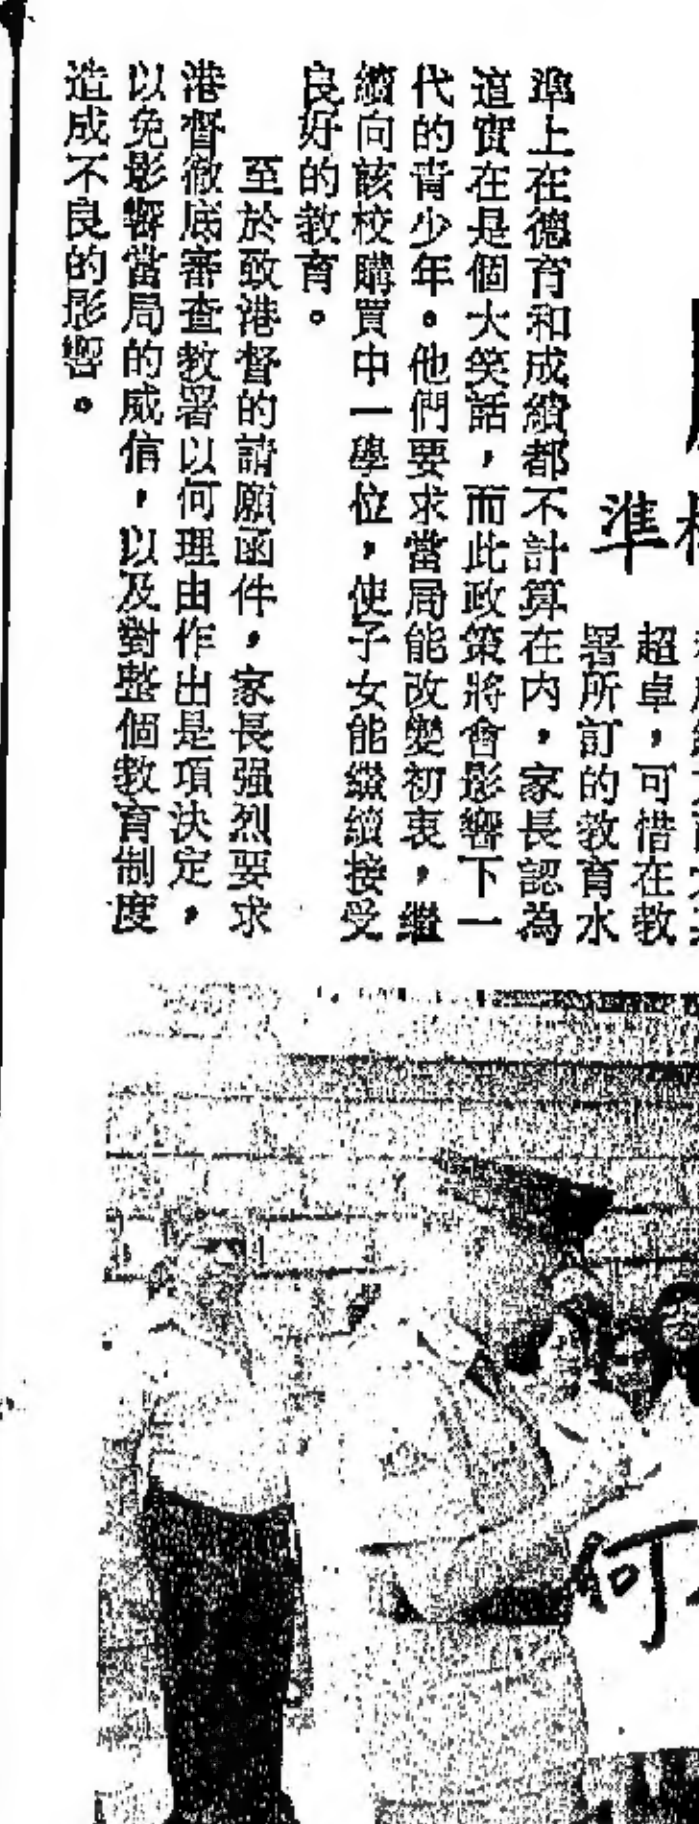 準
超卓，可惜在教
署所訂的教育水
準上在德育和成績都不計算在內，家長認為
這實在是個大笑話，而此政策將會影響下一
代的青少年。他們要求當局能改變初衷，繼
續向該校購買中一學位，使子女能繼續接受
良好的教育。
至於致港督的請願函件，家長强烈要求
港督徹底審查教署以何理由作出是項決定，
以免影響當局的威信，以及對整個教育制度
造成不良的影響。
何